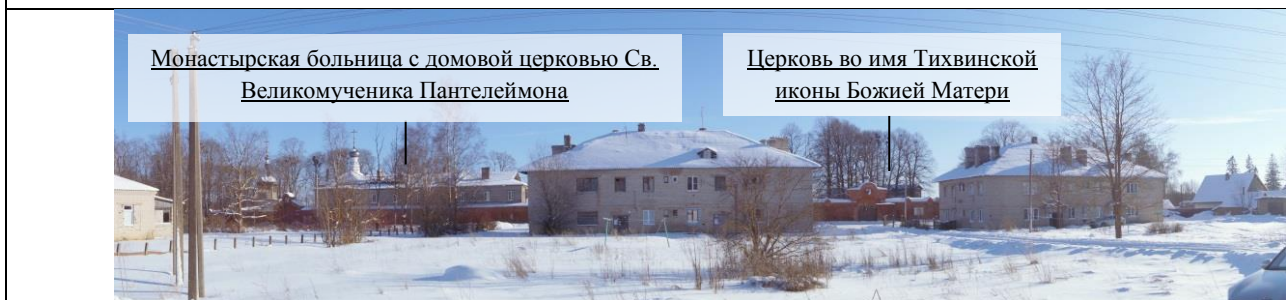 Монастырская больница с домовой церковью Св.
Великомученика Пантелеймона
Церковь во имя Тихвинской
иконы Божией Матери